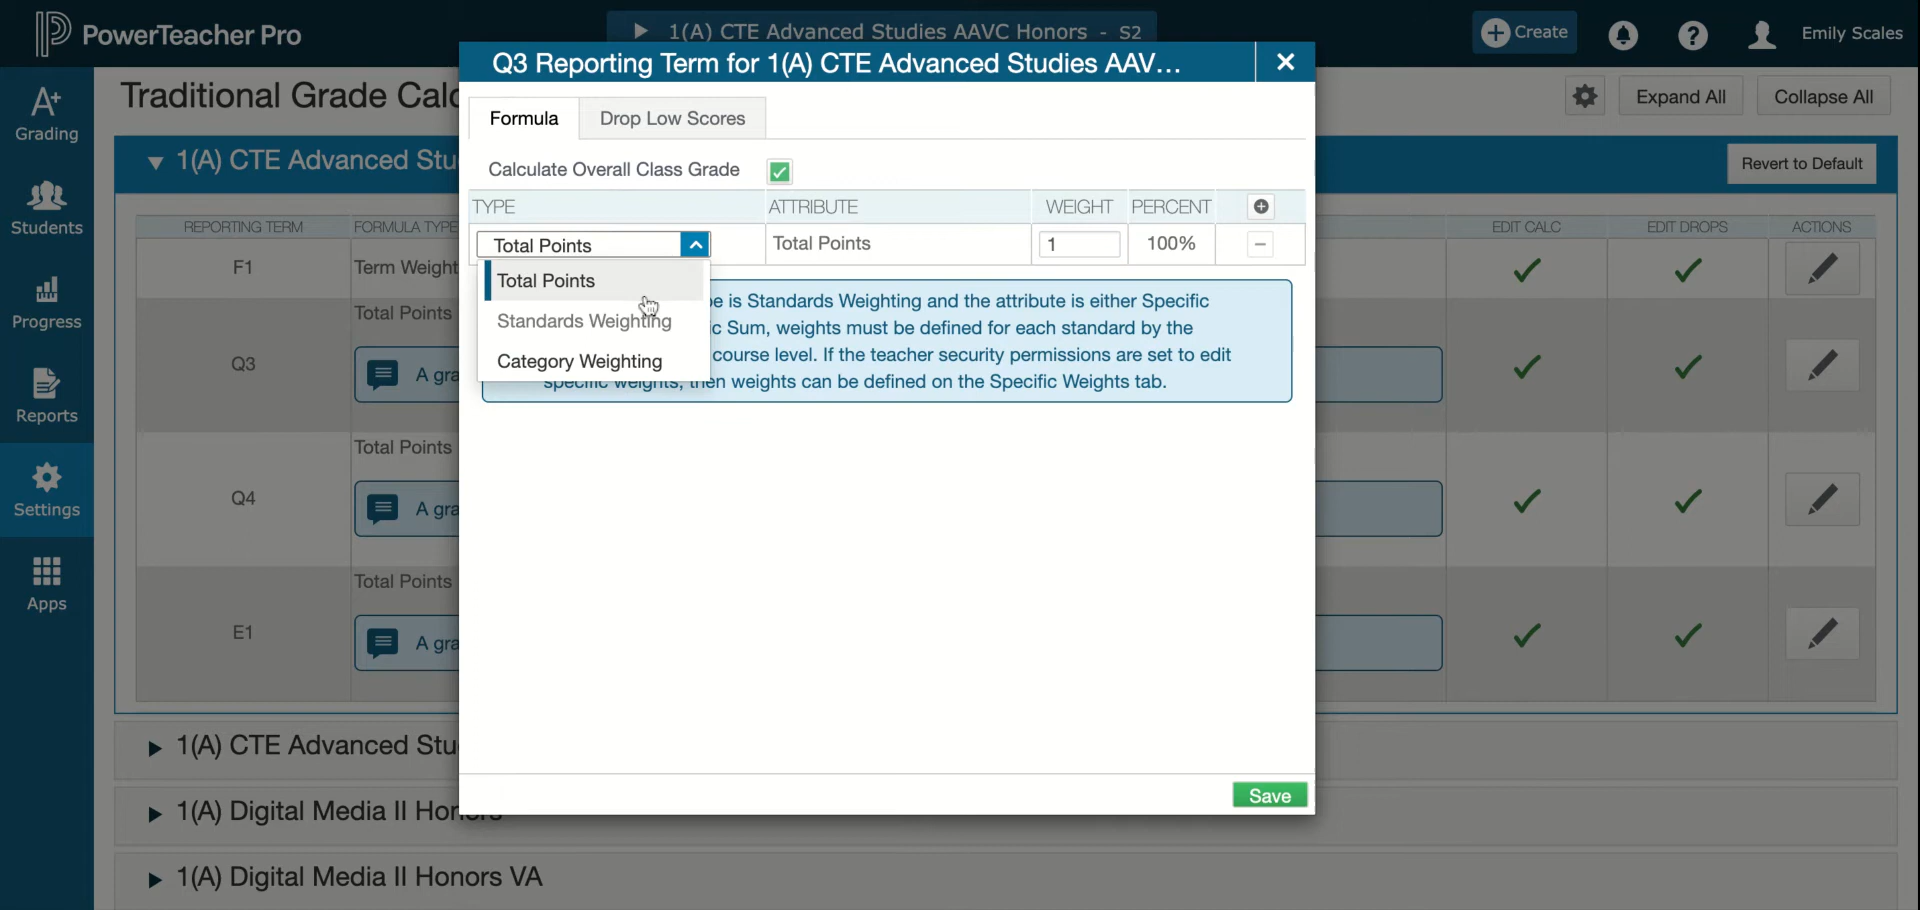 PowerTeacher Pro
1(A) CTE Advanced Studies AAVC Honors - S2
Create
Emily Scales
Grading
Students
Progress
Reports
Settings
Apps
Traditional Grade Calc
Expand All
Collapse All
1(A) CTE Advanced Stu
Revert to Default
REPORTING TERM
FORMULA TYPE
EDIT CALC
EDIT DROPS
ACTIONS
F1
Term Weight
Q3
Total Points
A gra
Q4
Total Points
A gra
E1
Total Points
A gra
1(A) CTE Advanced Stu
1(A) Digital Media II Honors
1(A) Digital Media II Honors VA
Q3 Reporting Term for 1(A) CTE Advanced Studies AAV...
Formula
Drop Low Scores
Calculate Overall Class Grade
TYPE
ATTRIBUTE
WEIGHT
PERCENT
Total Points
Total Points
1
100%
Total Points
Standards Weighting
Category Weighting
e is Standards Weighting and the attribute is either Specific
c Sum, weights must be defined for each standard by the
course level. If the teacher security permissions are set to edit
specific weights, then weights can be defined on the Specific Weights tab.
Save